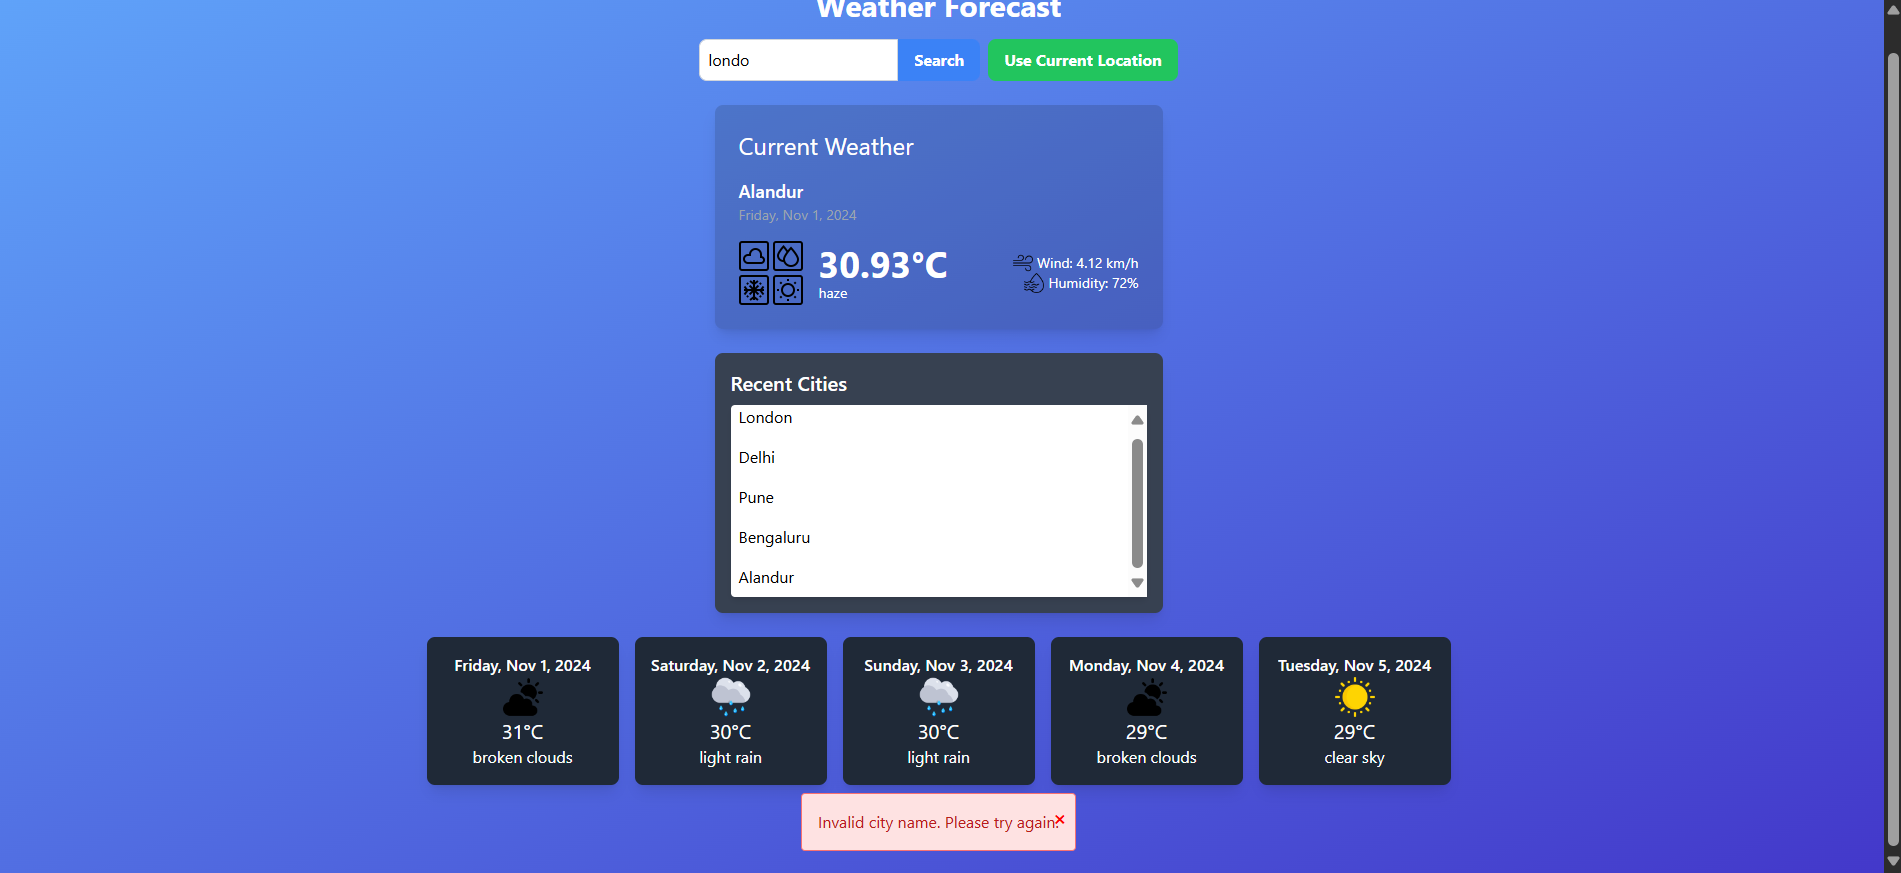 Weather Forecast
londo Search Use Current Location
Current Weather
Alandur
Friday, Nov 1, 2024
30.93°C
haze
Wind: 4.12 km/h
Humidity: 72%
Recent Cities
London
Delhi
Pune
Bengaluru
Alandur
Friday, Nov 1, 2024
31°C
broken clouds
Saturday, Nov 2, 2024
30°C
light rain
Sunday, Nov 3, 2024
30°C
light rain
Monday, Nov 4, 2024
29°C
broken clouds
Tuesday, Nov 5, 2024
29°C
clear sky
Invalid city name. Please try again.